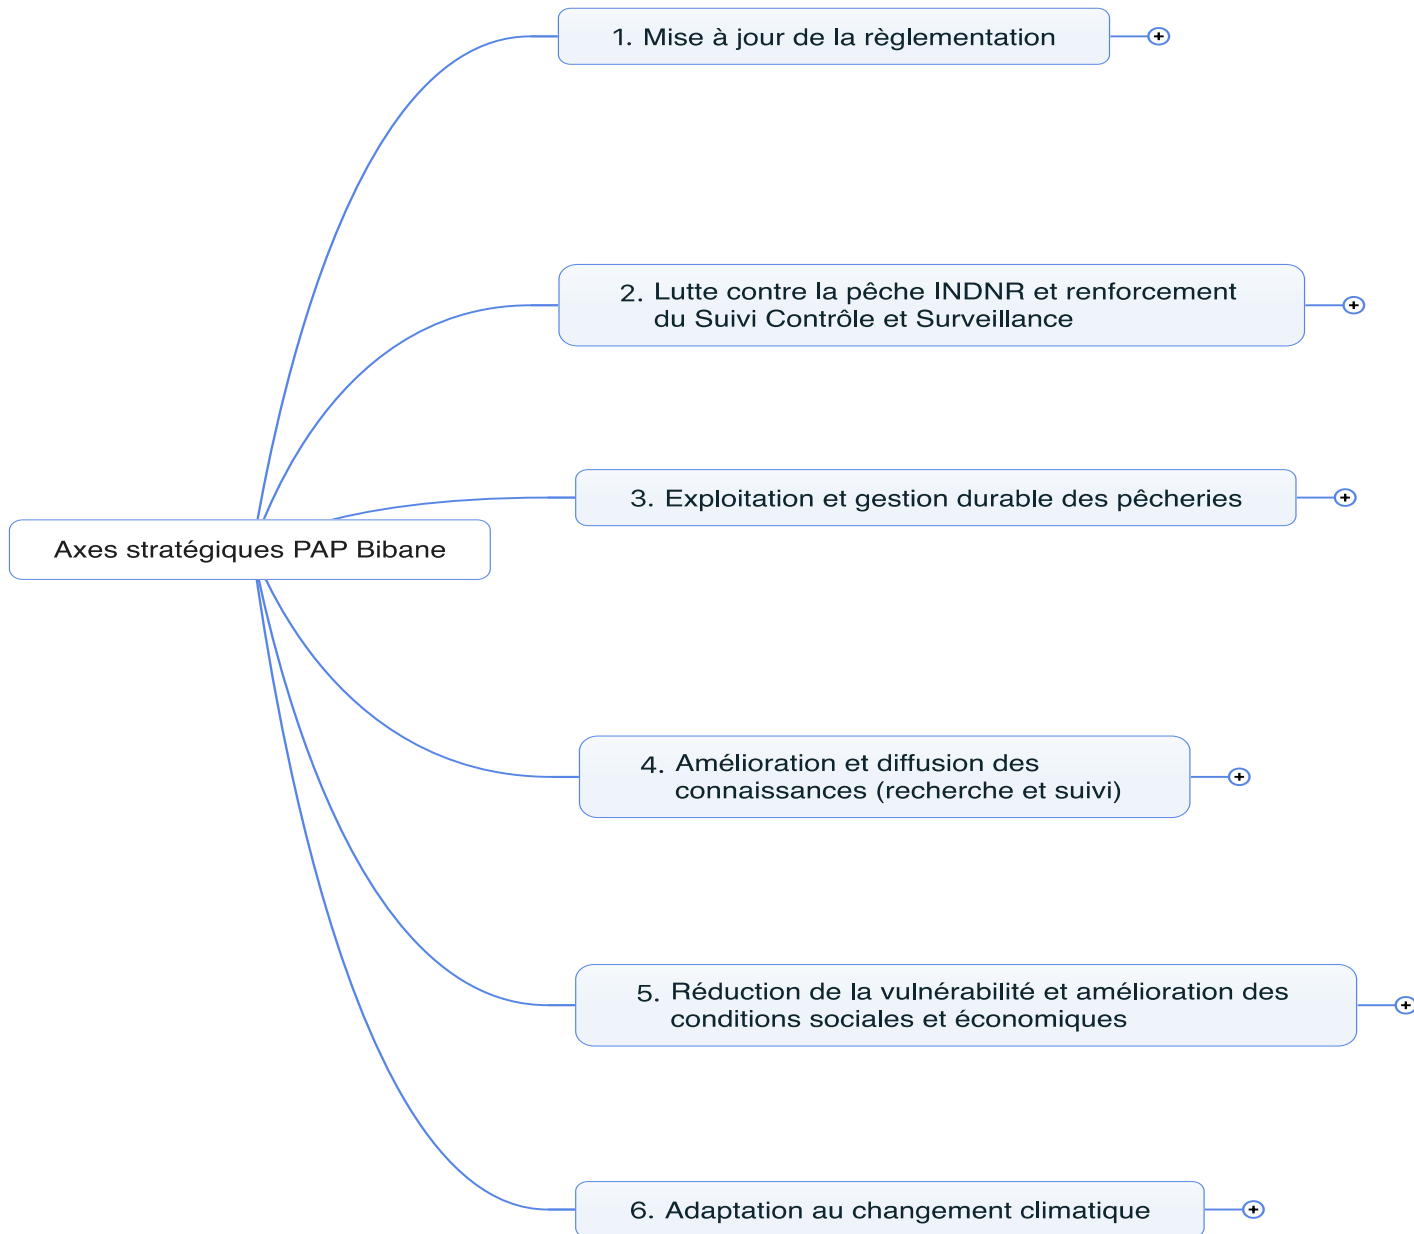 1. Mise à jour de la règlementation
2. Lutte contre la pêche INDNR et renforcement
du Suivi Contrôle et Surveillance
3. Exploitation et gestion durable des pêcheries
Axes stratégiques PAP Bibane
4. Amélioration et diffusion des
connaissances (recherche et suivi)
5. Réduction de la vulnérabilité et amélioration des
conditions sociales et économiques
6. Adaptation au changement climatique